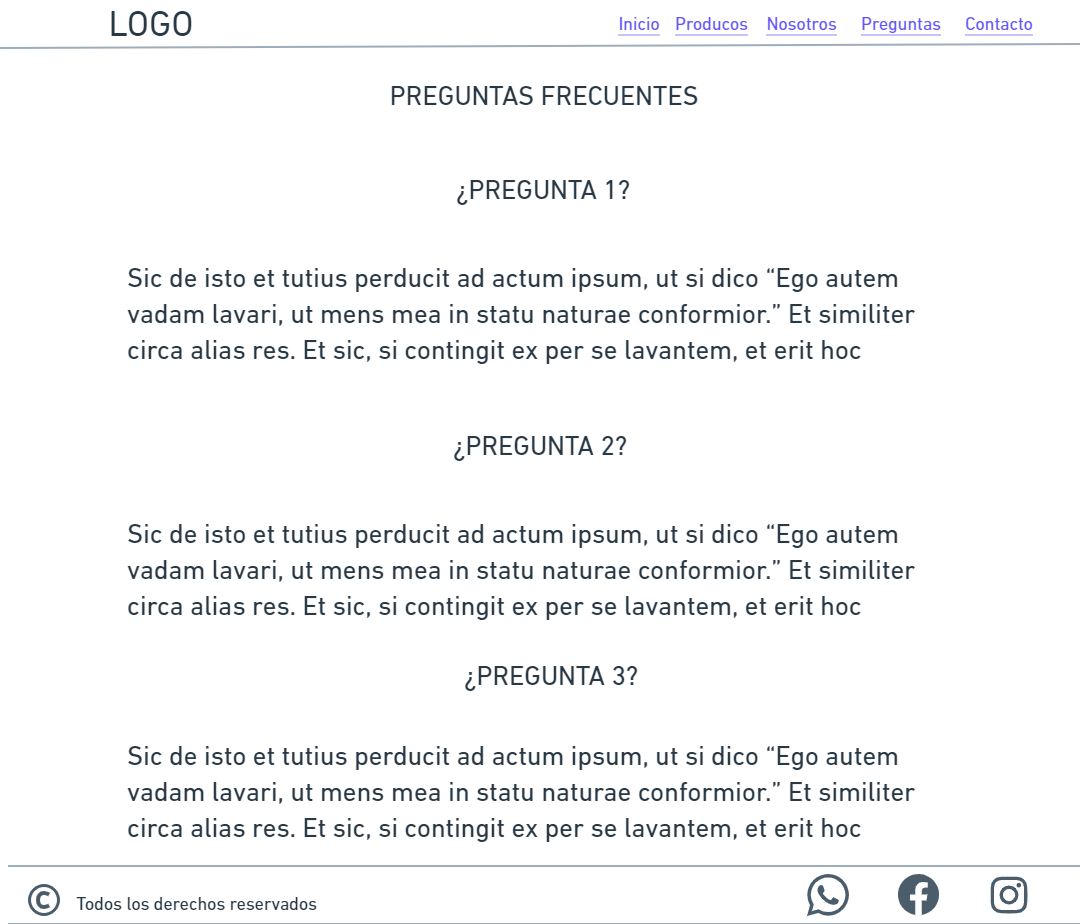 LOGO
Inicio Producos Nosotros Preguntas Contacto
PREGUNTAS FRECUENTES
¿PREGUNTA 1?
Sic de isto et tutius perducit ad actum ipsum, ut si dico “Ego autem
vadam lavari, ut mens mea in statu naturae conformior.” Et similiter
circa alias res. Et sic, si contingit ex per se lavantem, et erit hoc
¿PREGUNTA 2?
Sic de isto et tutius perducit ad actum ipsum, ut si dico “Ego autem
vadam lavari, ut mens mea in statu naturae conformior.” Et similiter
circa alias res. Et sic, si contingit ex per se lavantem, et erit hoc
¿PREGUNTA 3?
Sic de isto et tutius perducit ad actum ipsum, ut si dico “Ego autem
vadam lavari, ut mens mea in statu naturae conformior.” Et similiter
circa alias res. Et sic, si contingit ex per se lavantem, et erit hoc
© Todos los derechos reservados